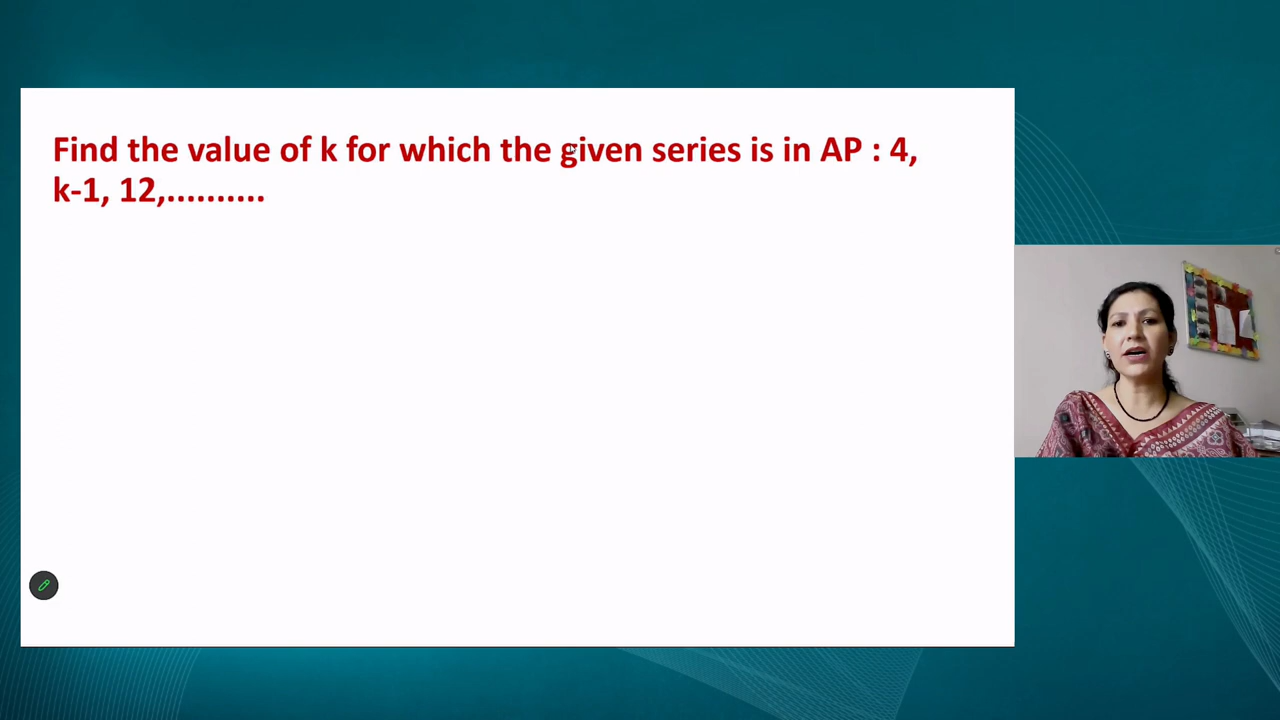 Find the value of k for which the given series is in AP : 4,
k-1, 12,..........